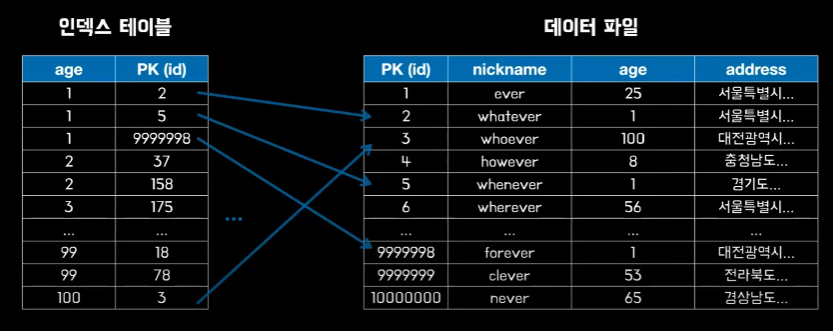 인덱스 테이블
age PK (id)
1 2
1 5
1 9999998
2 37
2 158
3 175
... ...
99 18
99 78
100 3
...
데이터 파일
PK (id) nickname age address
1 ever 25 서울특별시...
2 whatever 1 서울특별시...
3 whoever 100 대전광역시...
4 however 8 충청남도...
5 whenever 1 경기도...
6 wherever 56 서울특별시...
... ... ... ...
9999998 forever 1 대전광역시...
9999999 clever 53 전라북도...
10000000 never 65 경상남도...